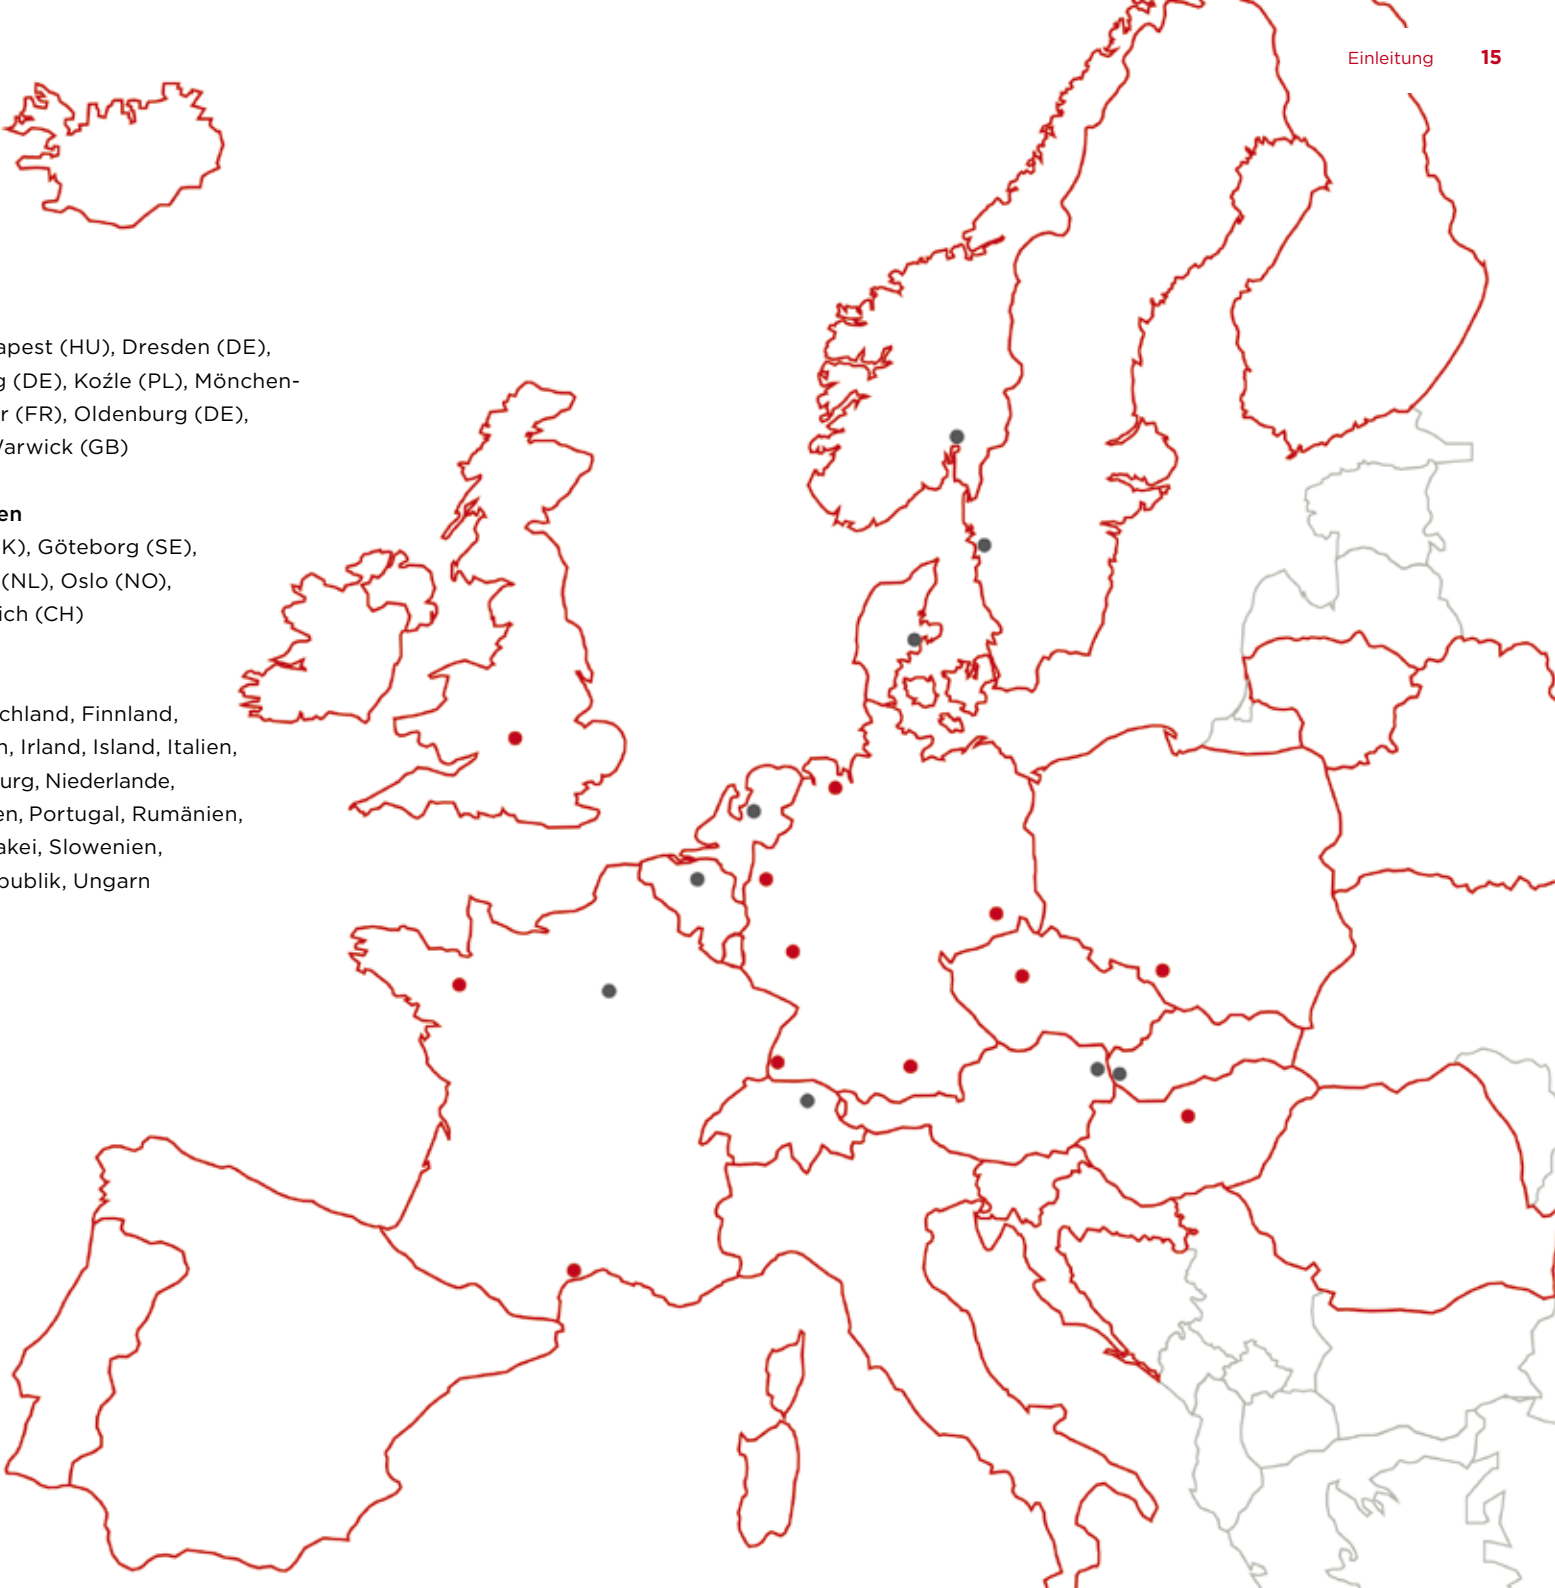 Einleitung 15
apest (HU), Dresden (DE),
g (DE), Koźle (PL), Mönchen-
r (FR), Oldenburg (DE),
Warwick (GB)
en
K), Göteborg (SE),
(NL), Oslo (NO),
ich (CH)
chland, Finnland,
n, Irland, Island, Italien,
urg, Niederlande,
en, Portugal, Rumänien,
akei, Slowenien,
publik, Ungarn